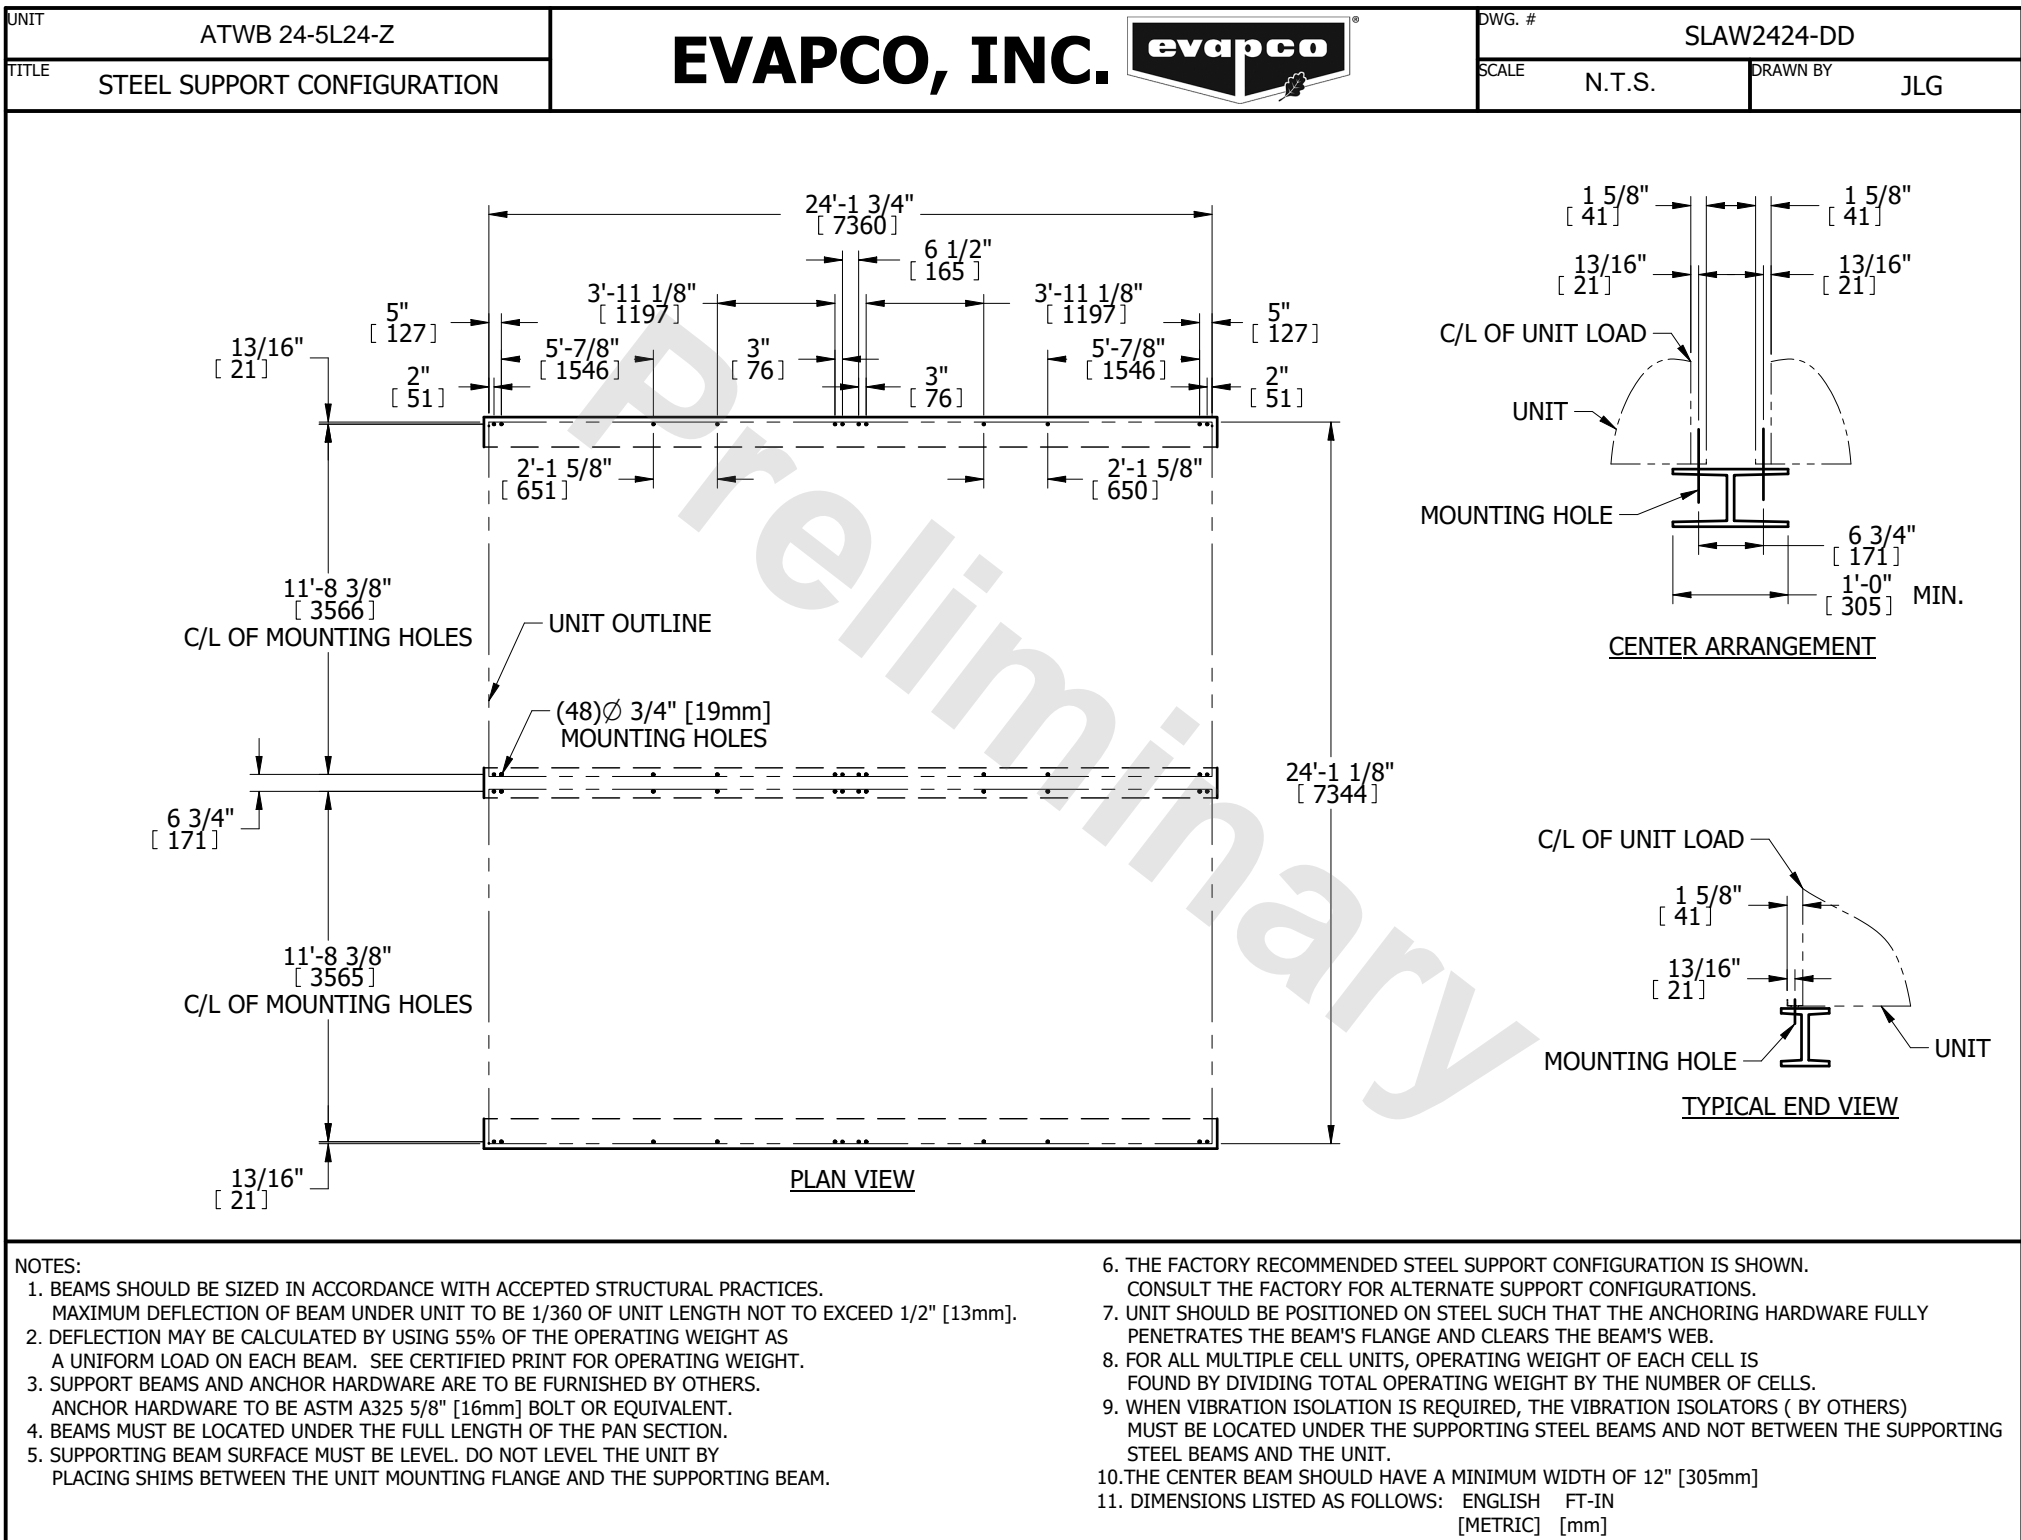 UNIT
ATWB 24-5L24-Z
TITLE
STEEL SUPPORT CONFIGURATION
EVAPCO, INC.
evapco
®
DWG. #
SLAW2424-DD
SCALE
N.T.S.
DRAWN BY
JLG
24'-1 3/4"
[ 7360 ]
6 1/2"
[ 165 ]
3'-11 1/8"
[ 1197 ]
3'-11 1/8"
[ 1197 ]
5"
[ 127 ]
5"
[ 127 ]
13/16"
[ 21 ]
5'-7/8"
[ 1546 ]
3"
[ 76 ]
5'-7/8"
[ 1546 ]
2"
[ 51 ]
3"
[ 76 ]
2"
[ 51 ]
2'-1 5/8"
[ 651 ]
2'-1 5/8"
[ 650 ]
11'-8 3/8"
[ 3566 ]
C/L OF MOUNTING HOLES
UNIT OUTLINE
(48)Ø 3/4" [19mm]
MOUNTING HOLES
6 3/4"
[ 171 ]
24'-1 1/8"
[ 7344 ]
11'-8 3/8"
[ 3565 ]
C/L OF MOUNTING HOLES
13/16"
[ 21 ]
PLAN VIEW
Preliminary
1 5/8"
[ 41 ]
1 5/8"
[ 41 ]
13/16"
[ 21 ]
13/16"
[ 21 ]
C/L OF UNIT LOAD
UNIT
MOUNTING HOLE
6 3/4"
[ 171 ]
1'-0"
[ 305 ] MIN.
CENTER ARRANGEMENT
C/L OF UNIT LOAD
1 5/8"
[ 41 ]
13/16"
[ 21 ]
MOUNTING HOLE
UNIT
TYPICAL END VIEW
NOTES:
1. BEAMS SHOULD BE SIZED IN ACCORDANCE WITH ACCEPTED STRUCTURAL PRACTICES.
MAXIMUM DEFLECTION OF BEAM UNDER UNIT TO BE 1/360 OF UNIT LENGTH NOT TO EXCEED 1/2" [13mm].
2. DEFLECTION MAY BE CALCULATED BY USING 55% OF THE OPERATING WEIGHT AS
A UNIFORM LOAD ON EACH BEAM. SEE CERTIFIED PRINT FOR OPERATING WEIGHT.
3. SUPPORT BEAMS AND ANCHOR HARDWARE ARE TO BE FURNISHED BY OTHERS.
ANCHOR HARDWARE TO BE ASTM A325 5/8" [16mm] BOLT OR EQUIVALENT.
4. BEAMS MUST BE LOCATED UNDER THE FULL LENGTH OF THE PAN SECTION.
5. SUPPORTING BEAM SURFACE MUST BE LEVEL. DO NOT LEVEL THE UNIT BY
PLACING SHIMS BETWEEN THE UNIT MOUNTING FLANGE AND THE SUPPORTING BEAM.
6. THE FACTORY RECOMMENDED STEEL SUPPORT CONFIGURATION IS SHOWN.
CONSULT THE FACTORY FOR ALTERNATE SUPPORT CONFIGURATIONS.
7. UNIT SHOULD BE POSITIONED ON STEEL SUCH THAT THE ANCHORING HARDWARE FULLY
PENETRATES THE BEAM'S FLANGE AND CLEARS THE BEAM'S WEB.
8. FOR ALL MULTIPLE CELL UNITS, OPERATING WEIGHT OF EACH CELL IS
FOUND BY DIVIDING TOTAL OPERATING WEIGHT BY THE NUMBER OF CELLS.
9. WHEN VIBRATION ISOLATION IS REQUIRED, THE VIBRATION ISOLATORS ( BY OTHERS)
MUST BE LOCATED UNDER THE SUPPORTING STEEL BEAMS AND NOT BETWEEN THE SUPPORTING
STEEL BEAMS AND THE UNIT.
10.THE CENTER BEAM SHOULD HAVE A MINIMUM WIDTH OF 12" [305mm]
11. DIMENSIONS LISTED AS FOLLOWS: ENGLISH FT-IN
[METRIC] [mm]